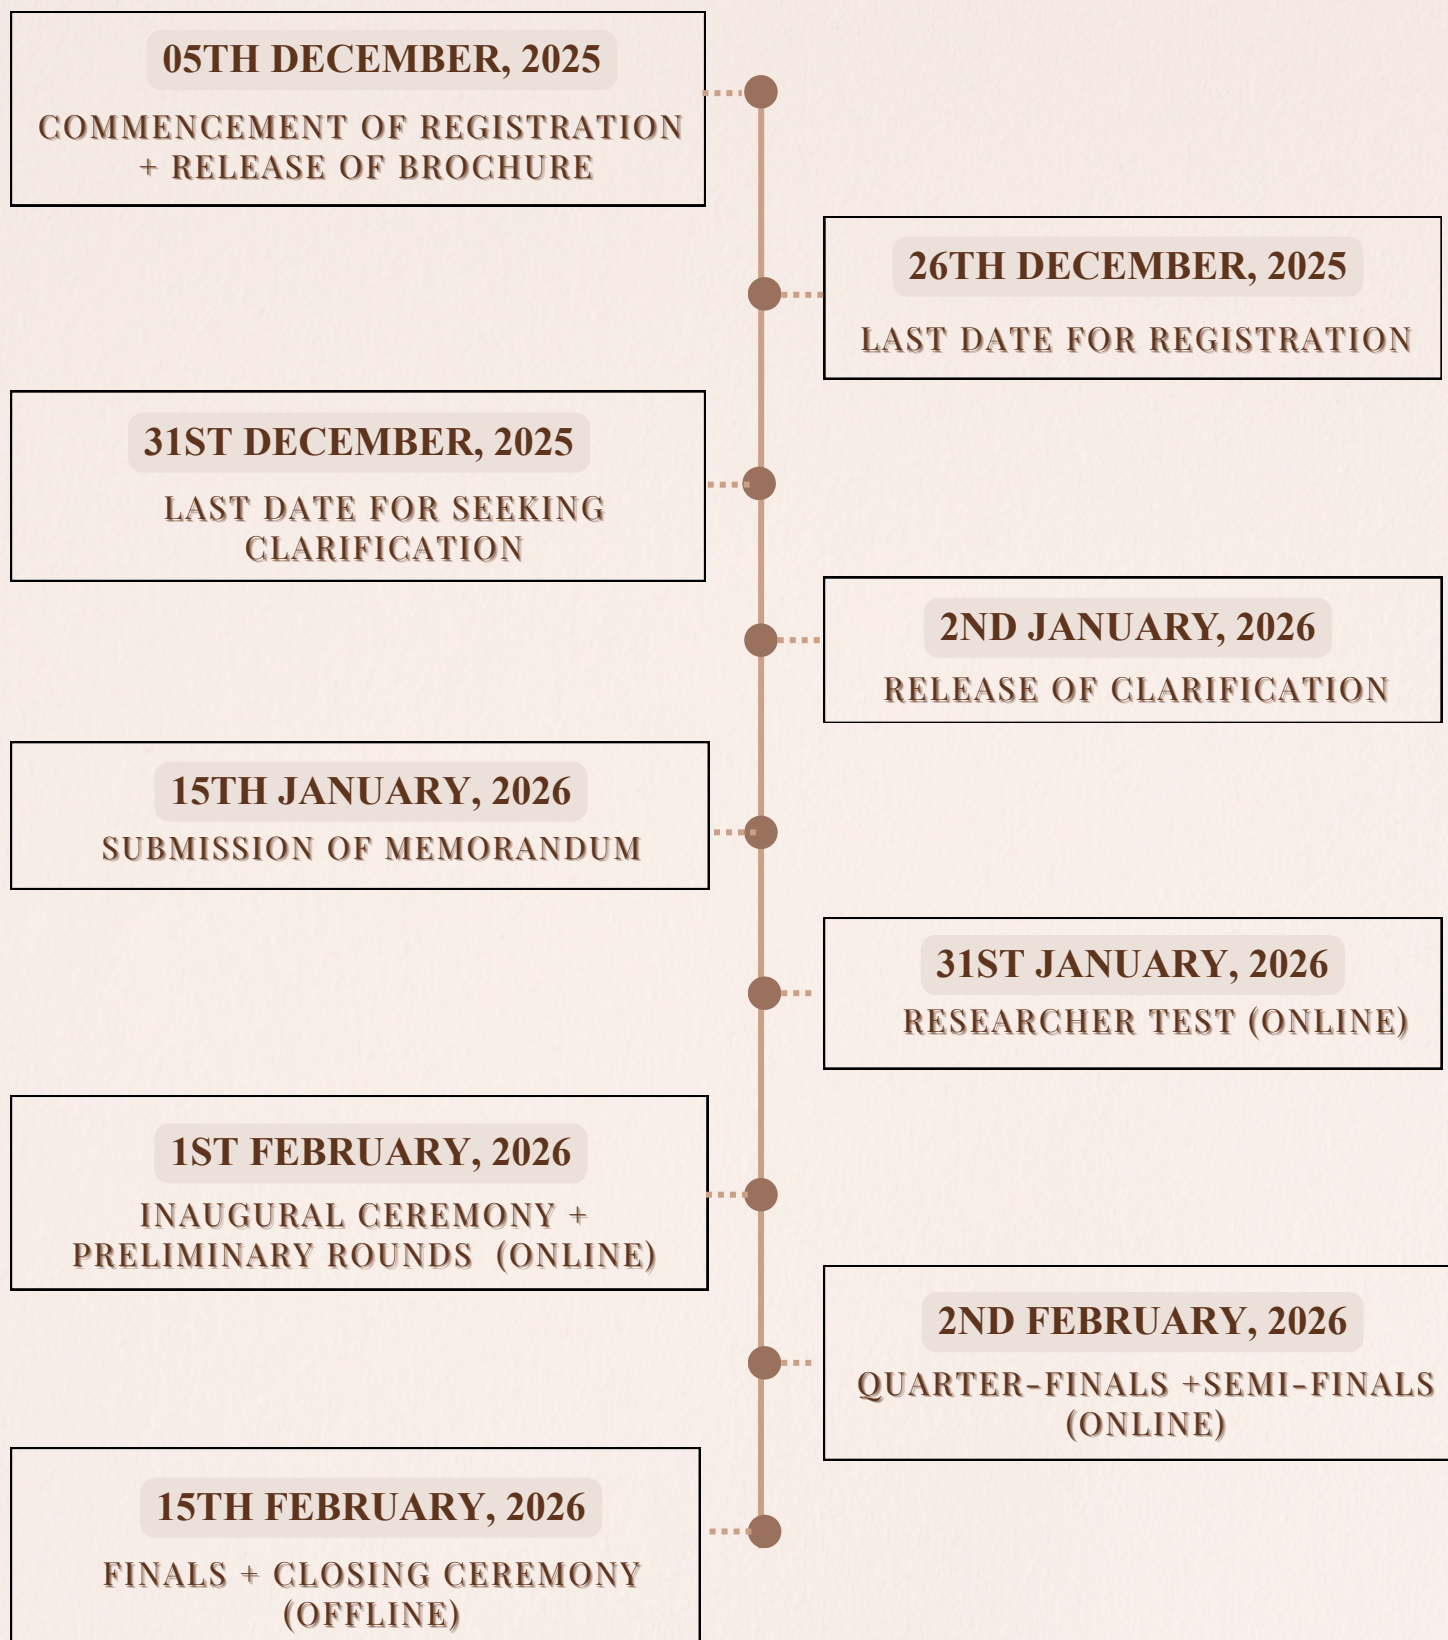 05TH DECEMBER, 2025
COMMENCEMENT OF REGISTRATION
+ RELEASE OF BROCHURE
26TH DECEMBER, 2025
LAST DATE FOR REGISTRATION
31ST DECEMBER, 2025
LAST DATE FOR SEEKING
CLARIFICATION
2ND JANUARY, 2026
RELEASE OF CLARIFICATION
15TH JANUARY, 2026
SUBMISSION OF MEMORANDUM
31ST JANUARY, 2026
RESEARCHER TEST (ONLINE)
1ST FEBRUARY, 2026
INAUGURAL CEREMONY +
PRELIMINARY ROUNDS (ONLINE)
2ND FEBRUARY, 2026
QUARTER-FINALS +SEMI-FINALS
(ONLINE)
15TH FEBRUARY, 2026
FINALS + CLOSING CEREMONY
(OFFLINE)